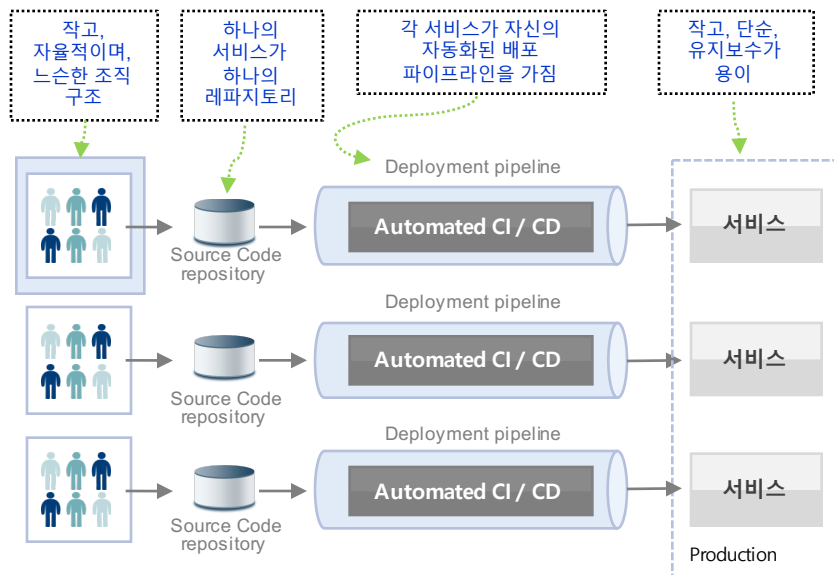 작고,
자율적이며,
느슨한 조직
구조
하나의
서비스가
하나의
레파지토리
각 서비스가 자신의
자동화된 배포
파이프라인을 가짐
작고, 단순,
유지보수가
용이
Deployment pipeline
Automated CI / CD
서비스
Source Code
repository
Deployment pipeline
Automated CI / CD
서비스
Source Code
repository
Deployment pipeline
Automated CI / CD
서비스
Source Code
repository
Production